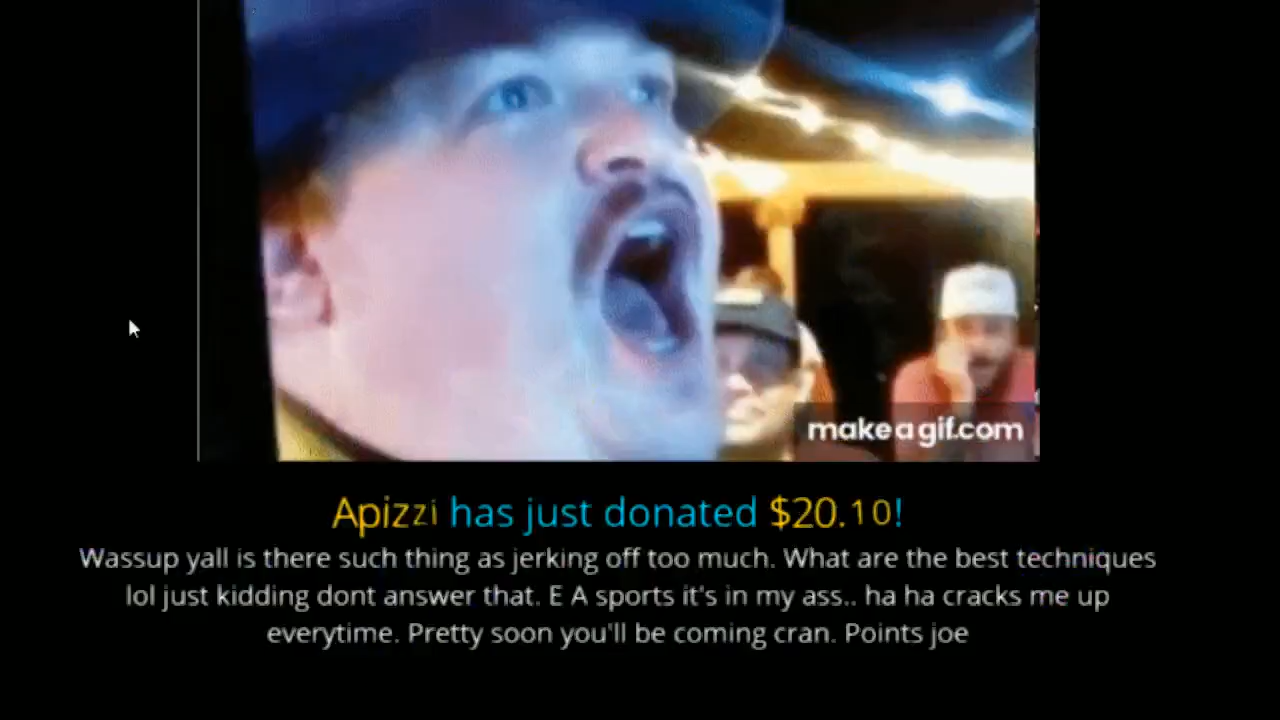 makeagif.com
Apizzi has just donated $20.10!
Wassup yall is there such thing as jerking off too much. What are the best techniques
lol just kidding dont answer that. E A sports it's in my ass.. ha ha cracks me up
everytime. Pretty soon you'll be coming cran. Points joe